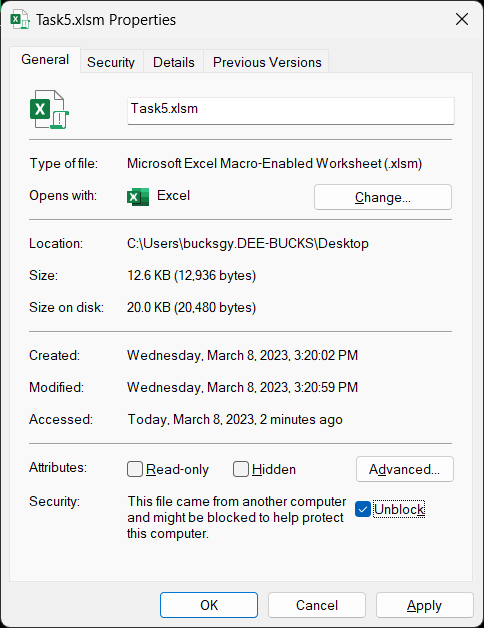 Task5.xlsm Properties
General Security Details Previous Versions
Task5.xlsm
Type of file: Microsoft Excel Macro-Enabled Worksheet (.xlsm)
Opens with: Excel Change...
Location: C:\Users\bucksgy.DEE-BUCKS\Desktop
Size: 12.6 KB (12,936 bytes)
Size on disk: 20.0 KB (20,480 bytes)
Created: Wednesday, March 8, 2023, 3:20:02 PM
Modified: Wednesday, March 8, 2023, 3:20:59 PM
Accessed: Today, March 8, 2023, 2 minutes ago
Attributes: Read-only Hidden Advanced...
Security: This file came from another computer
and might be blocked to help protect
this computer.
Unblock
OK Cancel Apply